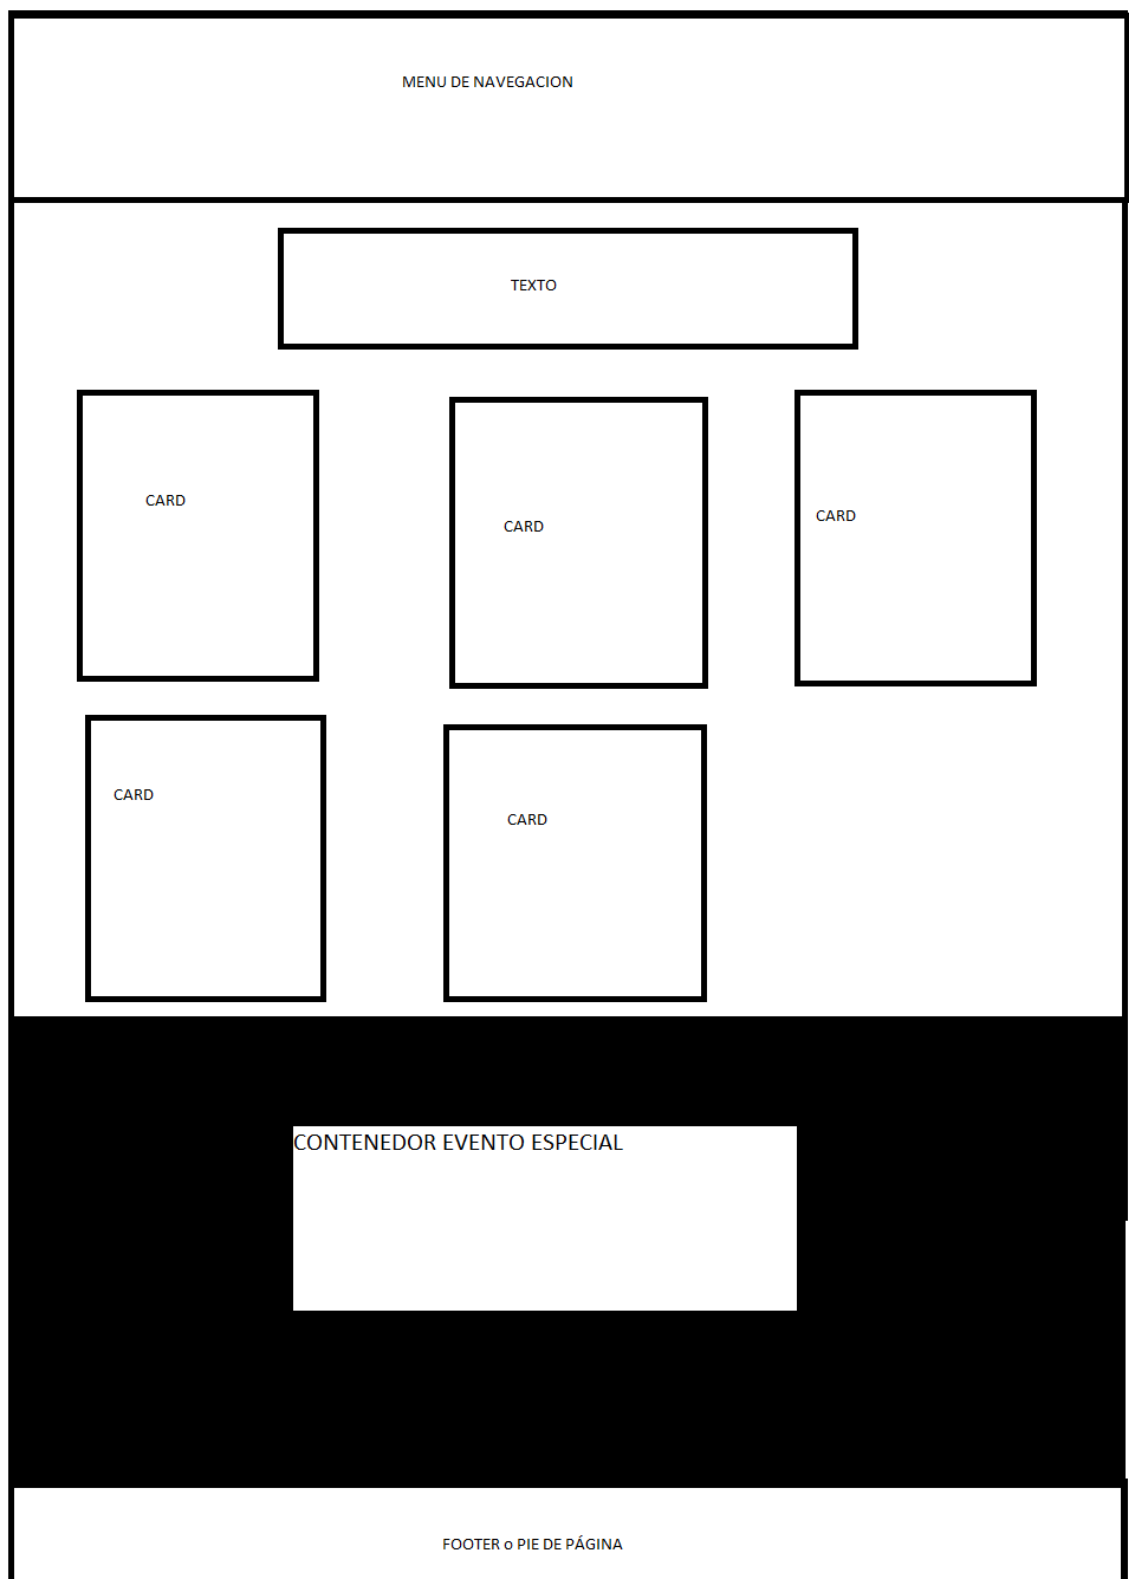 MENU DE NAVEGACION
TEXTO
CARD
CARD
CARD
CARD
CARD
CONTENEDOR EVENTO ESPECIAL
FOOTER o PIE DE PÁGINA